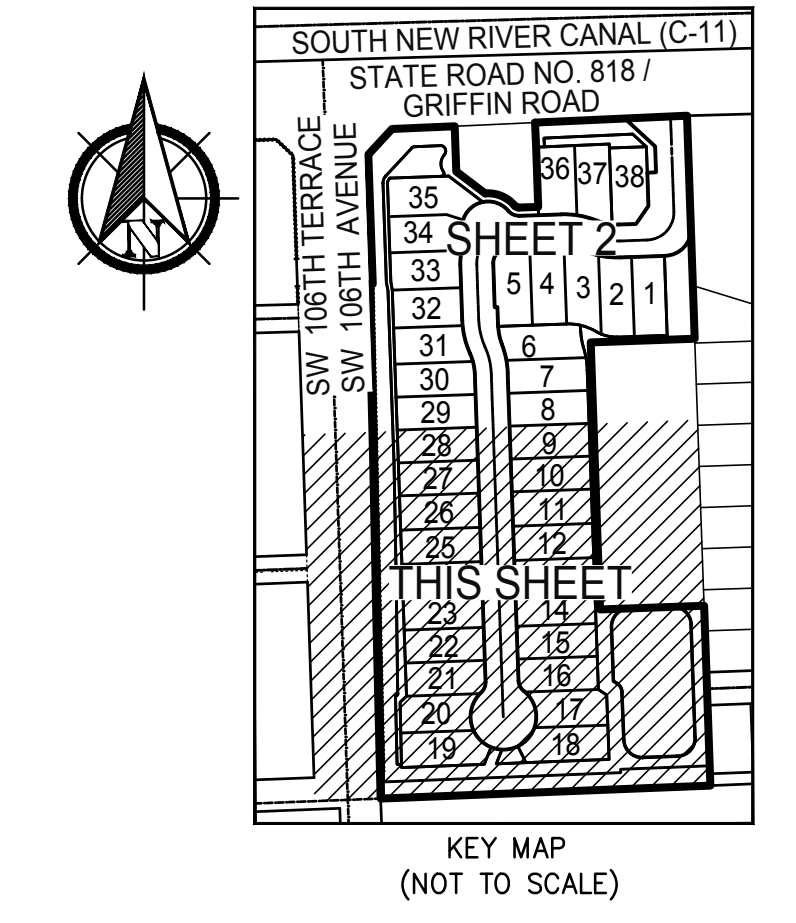 SOUTH NEW RIVER CANAL (C-11)
STATE ROAD NO. 818 /
GRIFFIN ROAD
SW 106TH TERRACE
SW 106TH AVENUE
N
36 37 38
35
34
SHEET 2
33
5 4 3 2 1
32
31 6
30 7
29 8
28 9
27 10
26 11
25 12
THIS SHEET
23 14
22 15
21 16
20 17
19 18
KEY MAP
(NOT TO SCALE)